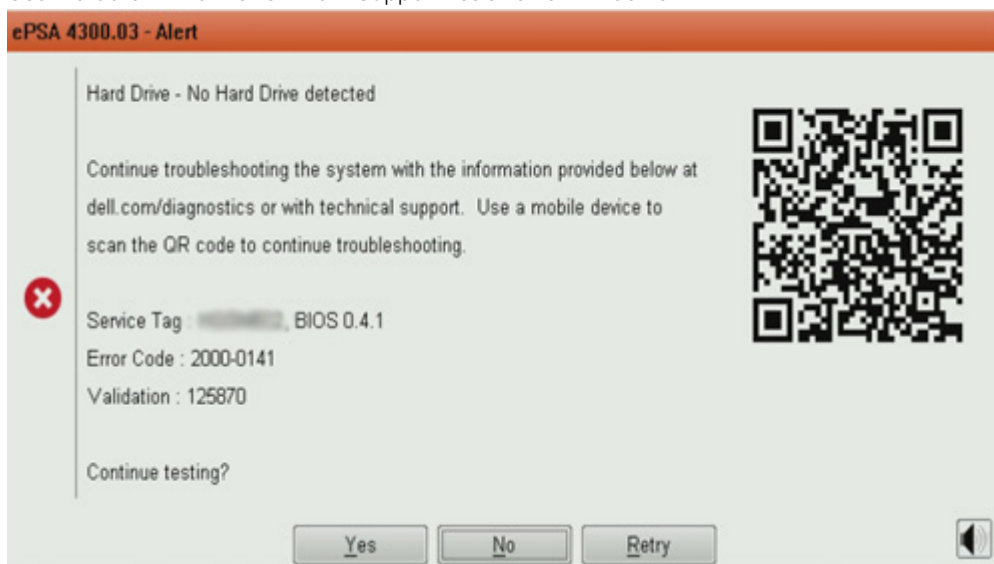 ePSA 4300.03 - Alert
Hard Drive - No Hard Drive detected
Continue troubleshooting the system with the information provided below at
dell.com/diagnostics or with technical support. Use a mobile device to
scan the QR code to continue troubleshooting.
Service Tag : , BIOS 0.4.1
Error Code : 2000-0141
Validation : 125870
Continue testing?
Yes No Retry